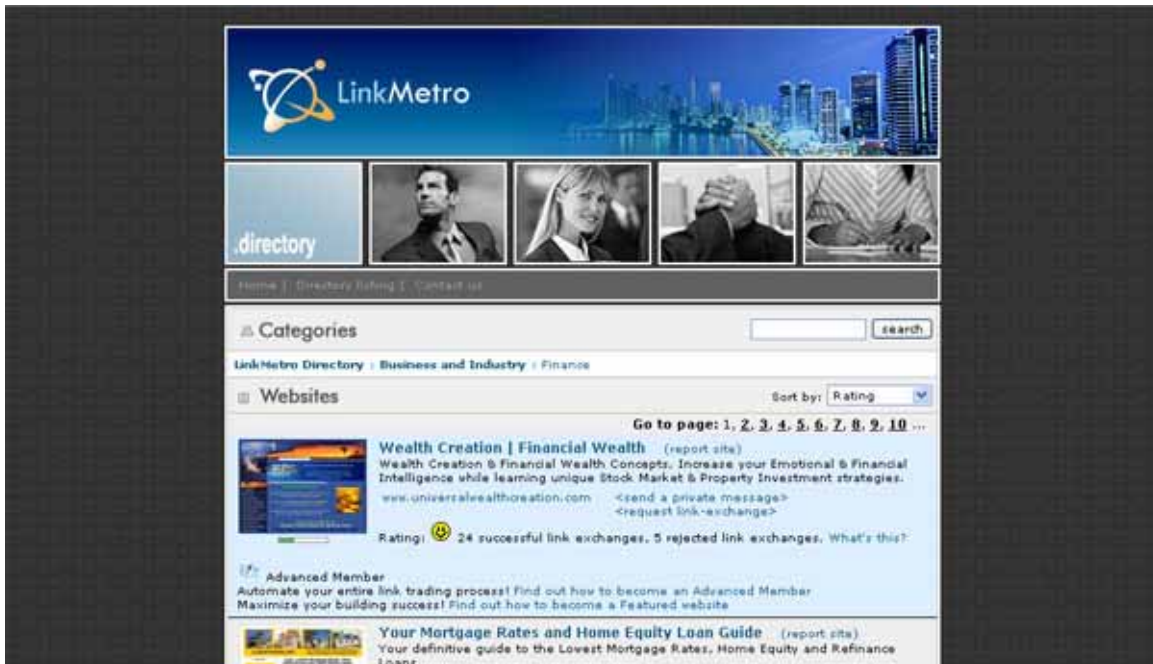 LinkMetro
.directory
Home | Directory listing | Contact us
Categories
search
LinkMetro Directory : Business and Industry : Finance
Websites
Sort by: Rating
Go to page: 1, 2, 3, 4, 5, 6, 7, 8, 9, 10 ...
Wealth Creation | Financial Wealth (report site)
Wealth Creation & Financial Wealth Concepts. Increase your Emotional & Financial
Intelligence while learning unique Stock Market & Property Investment strategies.
www.universalwealthcreation.com <send a private message>
<request link-exchange>
Rating: 24 successful link exchanges, 5 rejected link exchanges. What's this?
Advanced Member
Automate your entire link trading process! Find out how to become an Advanced Member
Maximize your building success! Find out how to become a Featured website
Your Mortgage Rates and Home Equity Loan Guide (report site)
Your definitive guide to the Lowest Mortgage Rates, Home Equity and Refinance
Loans